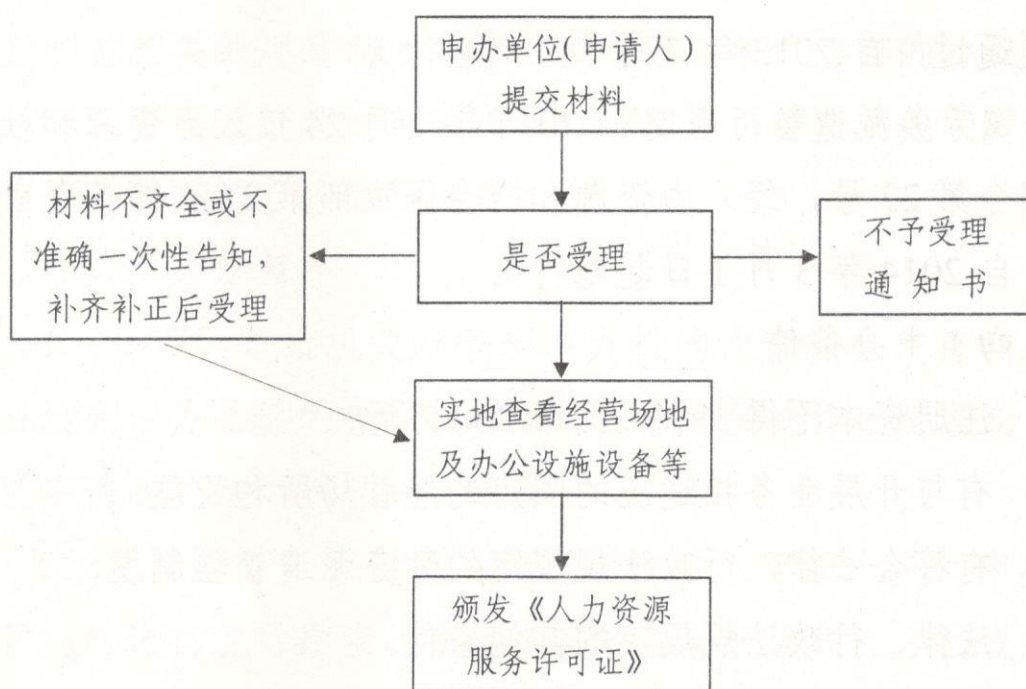 申办单位(申请人)
提交材料
材料不齐全或不
准确一次性告知,
补齐补正后受理
是否受理
不予受理
通知书
实地查看经营场地
及办公设施设备等
颁发《人力资源
服务许可证》